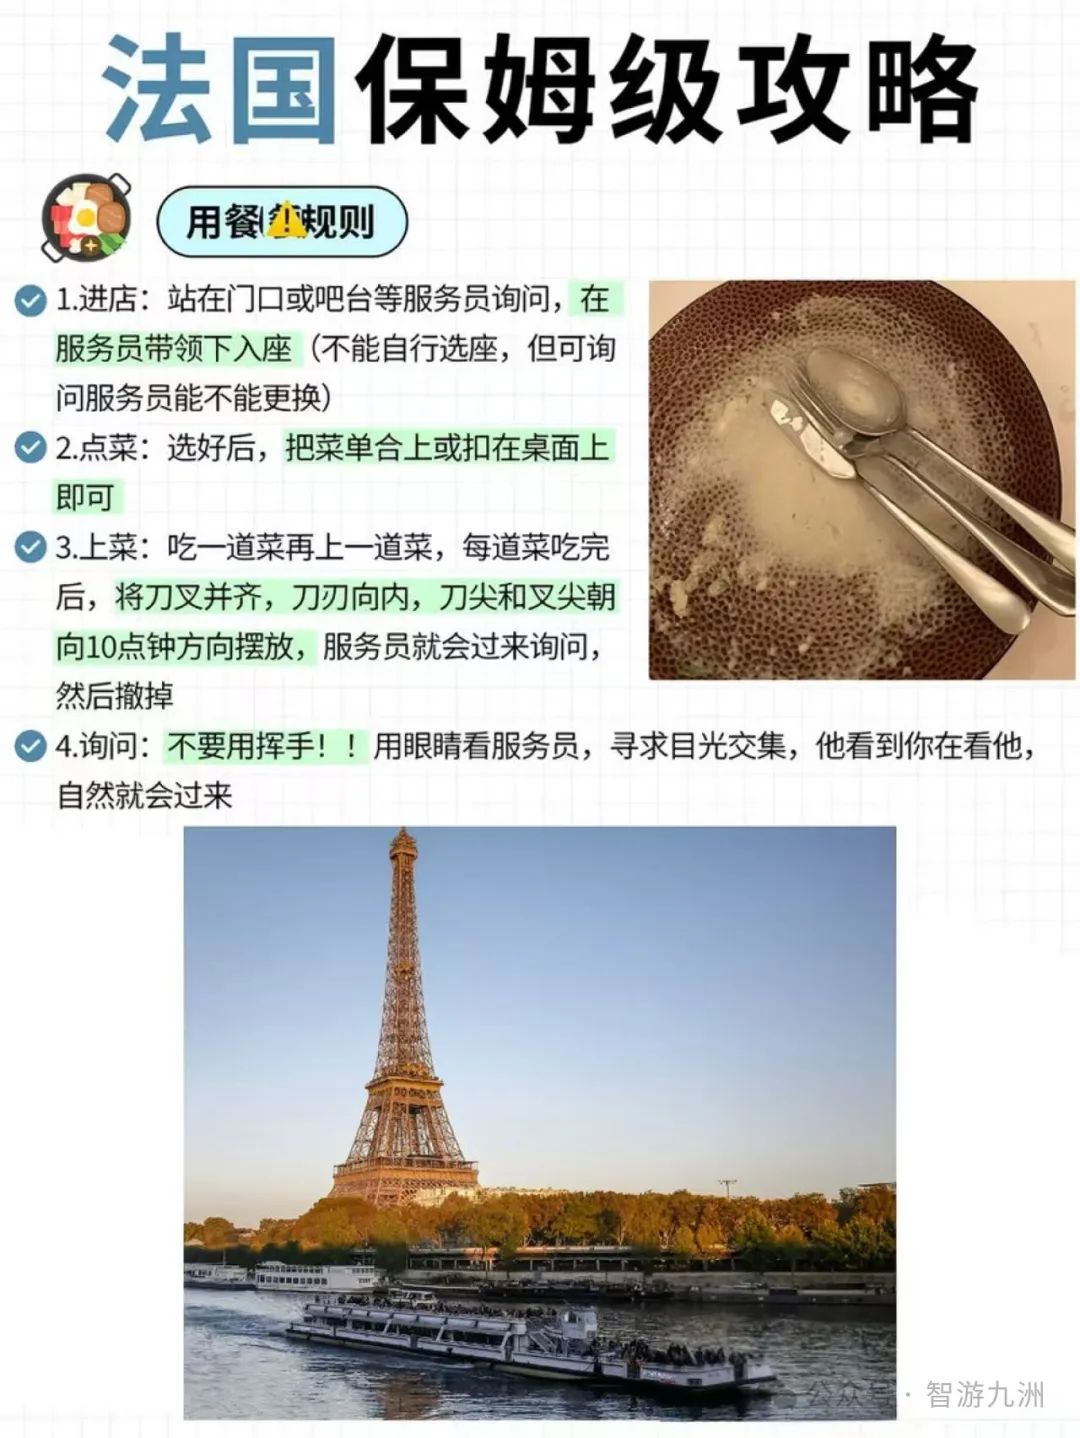 法国保姆级攻略
用餐规则
1.进店：站在门口或吧台等服务员询问，在
服务员带领下入座（不能自行选座，但可询
问服务员能不能更换）
2.点菜：选好后，把菜单合上或扣在桌面上
即可
3.上菜：吃一道菜再上一道菜，每道菜吃完
后，将刀叉并齐，刀刃向内，刀尖和叉尖朝
向10点钟方向摆放，服务员就会过来询问，
然后撤掉
4.询问：不要用挥手！！用眼睛看服务员，寻求目光交集，他看到你在看他，
自然就会过来
公众号 · 智游九洲